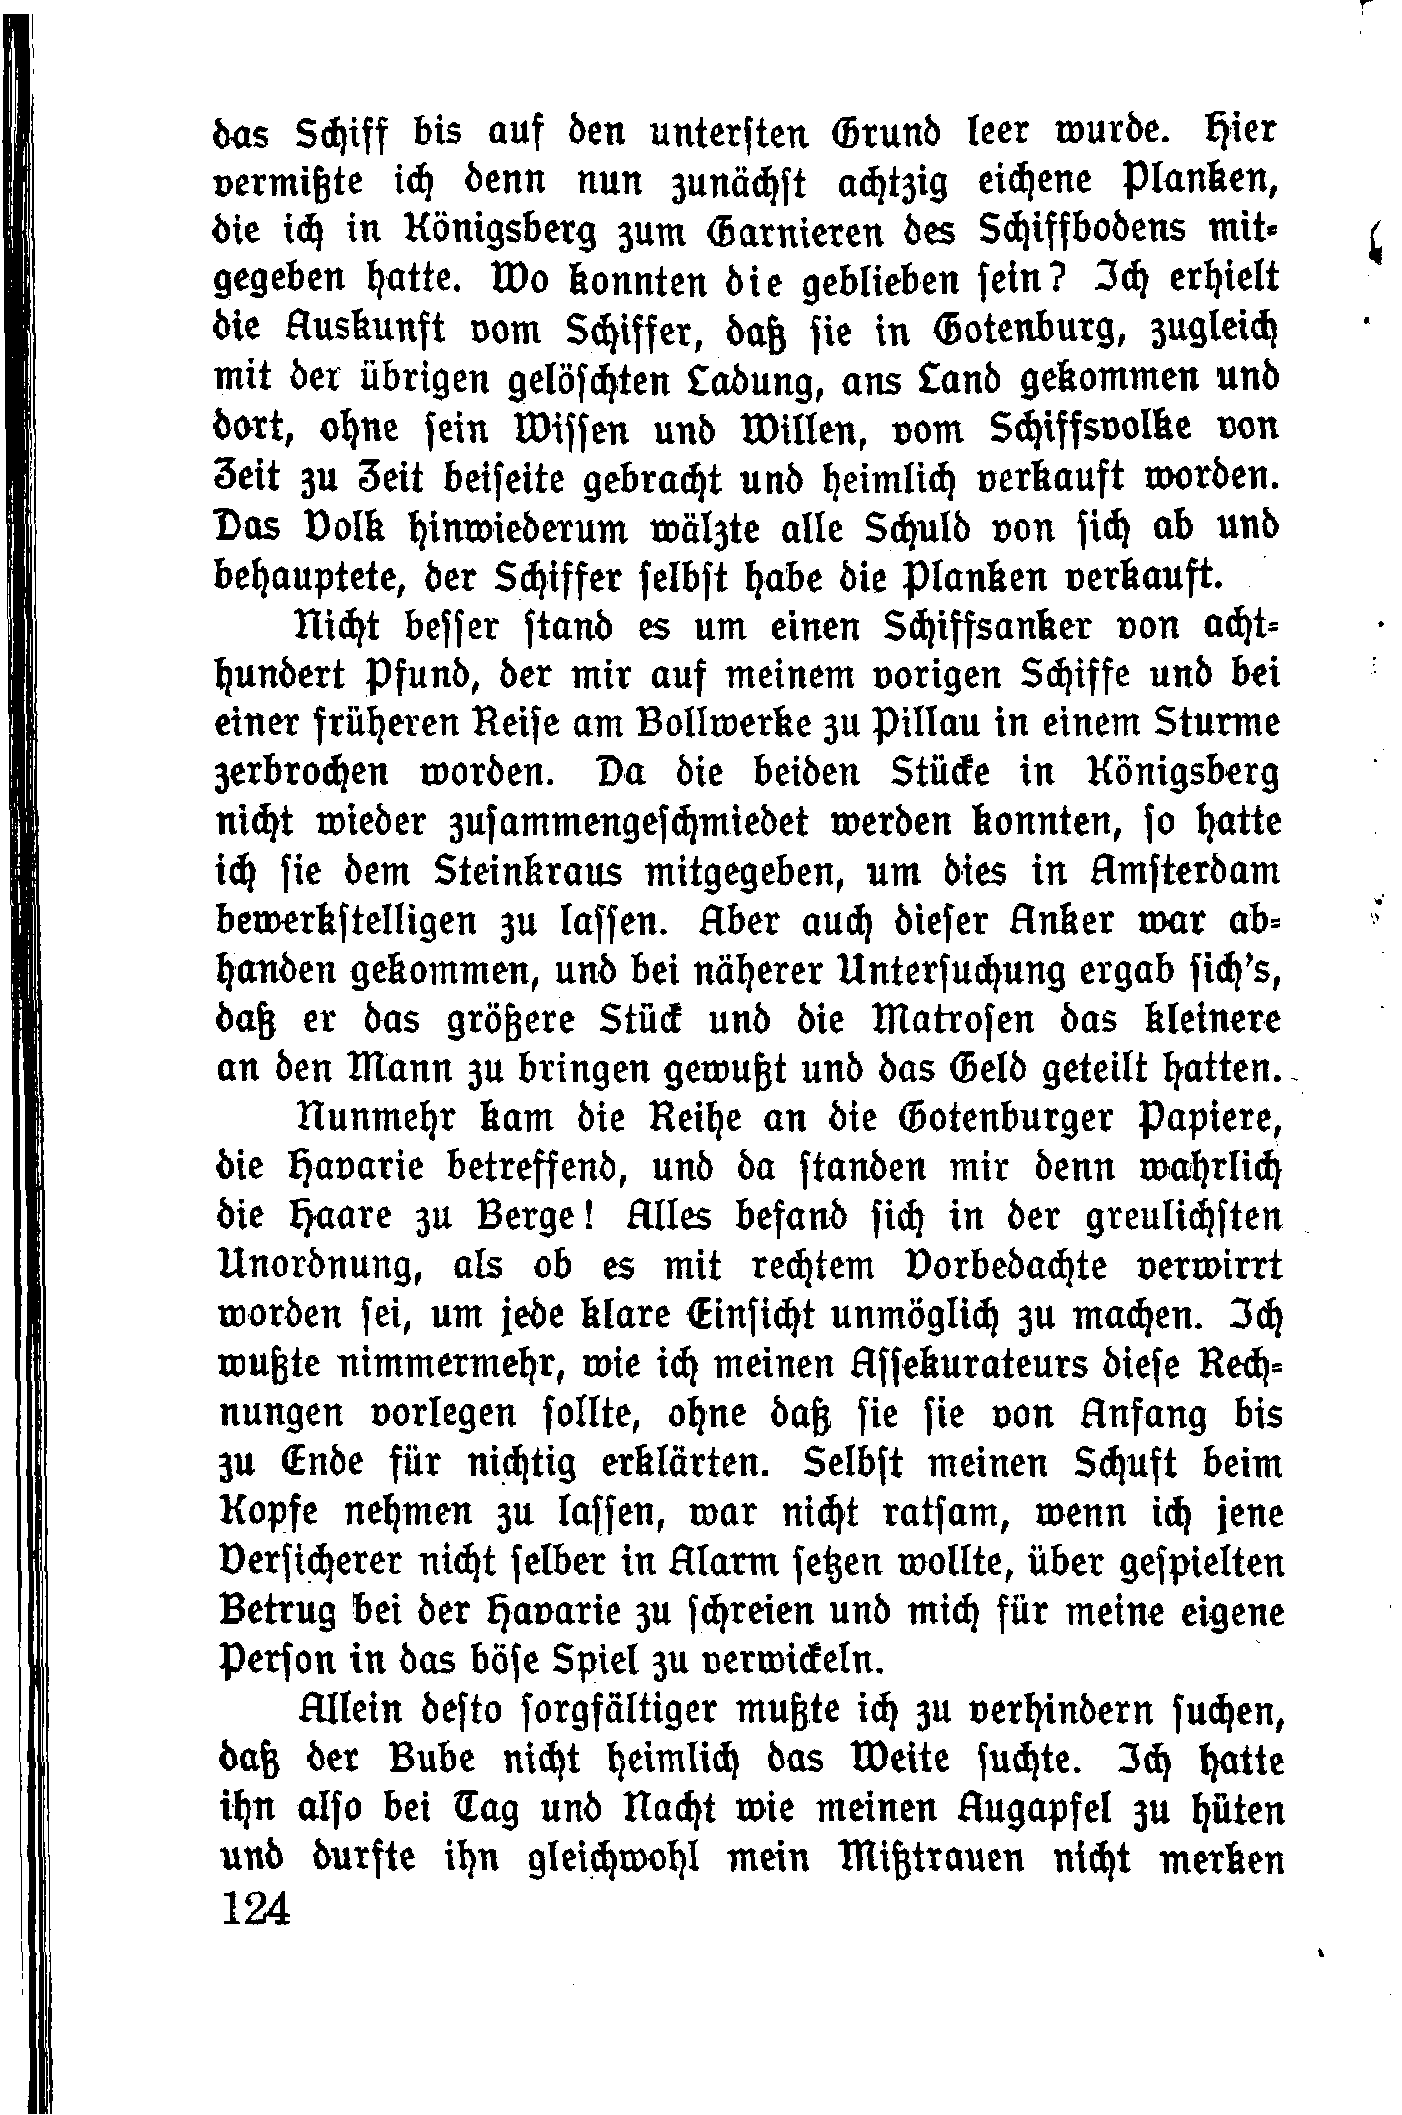 das Schiff bis auf den untersten Grund leer wurde. Hier
vermißte ich denn nun zunächst achtzig eichene Planken,
die ich in Königsberg zum Garnieren des Schiffbodens mit-
gegeben hatte. Wo konnten die geblieben sein? Ich erhielt
die Auskunft vom Schiffer, daß sie in Gotenburg, zugleich
mit der übrigen gelöschten Ladung, ans Land gekommen und
dort, ohne sein Wissen und Willen, vom Schiffsvolke von
Zeit zu Zeit beiseite gebracht und heimlich verkauft worden.
Das Volk hinwiederum wälzte alle Schuld von sich ab und
behauptete, der Schiffer selbst habe die Planken verkauft.
Nicht besser stand es um einen Schiffsanker von acht-
hundert Pfund, der mir auf meinem vorigen Schiffe und bei
einer früheren Reise am Bollwerke zu Pillau in einem Sturme
zerbrochen worden. Da die beiden Stücke in Königsberg
nicht wieder zusammengeschmiedet werden konnten, so hatte
ich sie dem Steinkraus mitgegeben, um dies in Amsterdam
bewerkstelligen zu lassen. Aber auch dieser Anker war ab-
handen gekommen, und bei näherer Untersuchung ergab sich's,
daß er das größere Stück und die Matrosen das kleinere
an den Mann zu bringen gewußt und das Geld geteilt hatten.
Nunmehr kam die Reihe an die Gotenburger Papiere,
die Havarie betreffend, und da standen mir denn wahrlich
die Haare zu Berge! Alles befand sich in der greulichsten
Unordnung, als ob es mit rechtem Vorbedachte verwirrt
worden sei, um jede klare Einsicht unmöglich zu machen. Ich
wußte nimmermehr, wie ich meinen Assekurateurs diese Rech-
nungen vorlegen sollte, ohne daß sie sie von Anfang bis
zu Ende für nichtig erklärten. Selbst meinen Schuft beim
Kopfe nehmen zu lassen, war nicht ratsam, wenn ich jene
Versicherer nicht selber in Alarm setzen wollte, über gespielten
Betrug bei der Havarie zu schreien und mich für meine eigene
Person in das böse Spiel zu verwickeln.
Allein desto sorgfältiger mußte ich zu verhindern suchen,
daß der Bube nicht heimlich das Weite suchte. Ich hatte
ihn also bei Tag und Nacht wie meinen Augapfel zu hüten
und durfte ihn gleichwohl mein Mißtrauen nicht merken
124